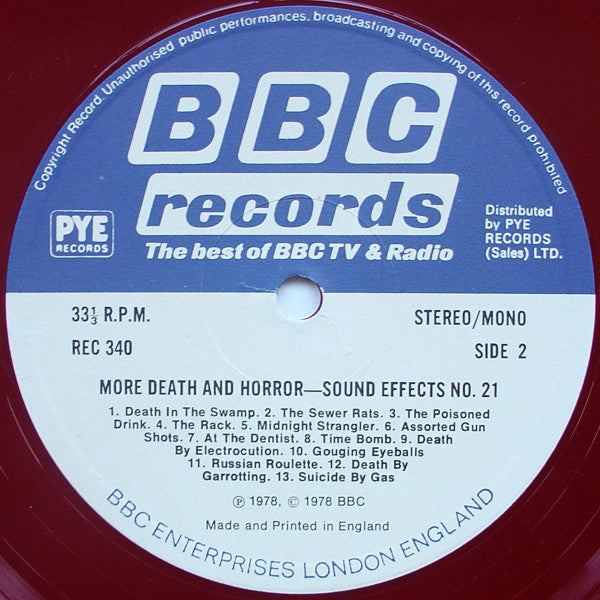 Copyright Record. Unauthorised public performances, broadcasting and copying of this record prohibited
BBC
records
The best of BBC TV & Radio
PYE
RECORDS
Distributed
by PYE
RECORDS
(Sales) LTD.
33⅓ R.P.M.
STEREO/MONO
REC 340
SIDE 2
MORE DEATH AND HORROR—SOUND EFFECTS NO. 21
1. Death In The Swamp. 2. The Sewer Rats. 3. The Poisoned
Drink. 4. The Rack. 5. Midnight Strangler. 6. Assorted Gun
Shots. 7. At The Dentist. 8. Time Bomb. 9. Death
By Electrocution. 10. Gouging Eyeballs
11. Russian Roulette. 12. Death By
Garrotting. 13. Suicide By Gas
℗ 1978, © 1978 BBC
Made and Printed in England
BBC ENTERPRISES LONDON ENGLAND